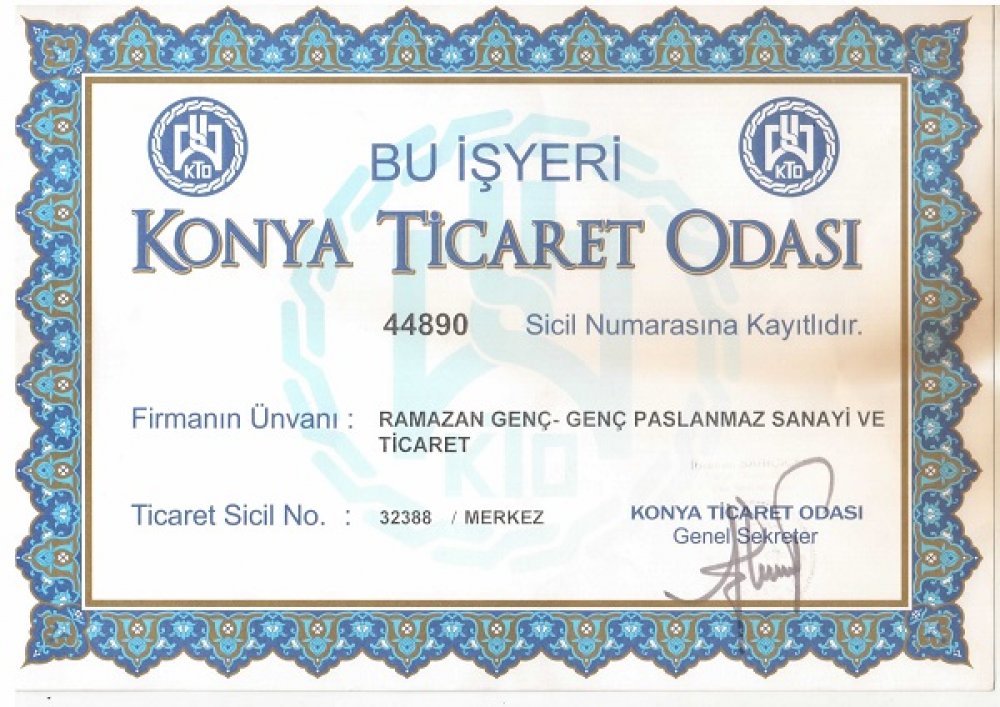 KTO
KTO
BU İŞYERİ
KONYA TİCARET ODASI
44890 Sicil Numarasına Kayıtlıdır.
Firmanın Ünvanı : RAMAZAN GENÇ- GENÇ PASLANMAZ SANAYİ VE
TİCARET
KTO
Ticaret Sicil No. : 32388 / MERKEZ
KONYA TİCARET ODASI
Genel Sekreter